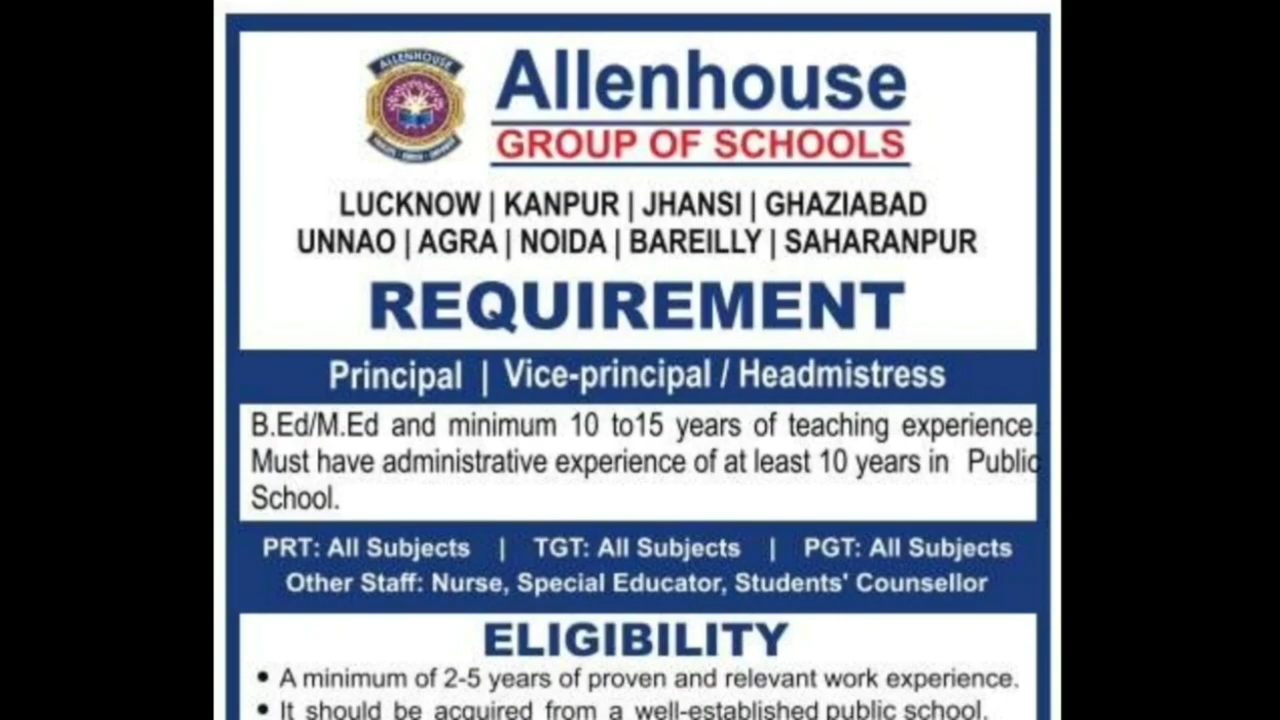 ALLENHOUSE
Allenhouse
GROUP OF SCHOOLS
LUCKNOW | KANPUR | JHANSI | GHAZIABAD
UNNAO | AGRA | NOIDA | BAREILLY | SAHARANPUR
REQUIREMENT
Principal | Vice-principal / Headmistress
B.Ed/M.Ed and minimum 10 to15 years of teaching experience.
Must have administrative experience of at least 10 years in Public
School.
PRT: All Subjects | TGT: All Subjects | PGT: All Subjects
Other Staff: Nurse, Special Educator, Students' Counsellor
ELIGIBILITY
• A minimum of 2-5 years of proven and relevant work experience.
• It should be acquired from a well-established public school.